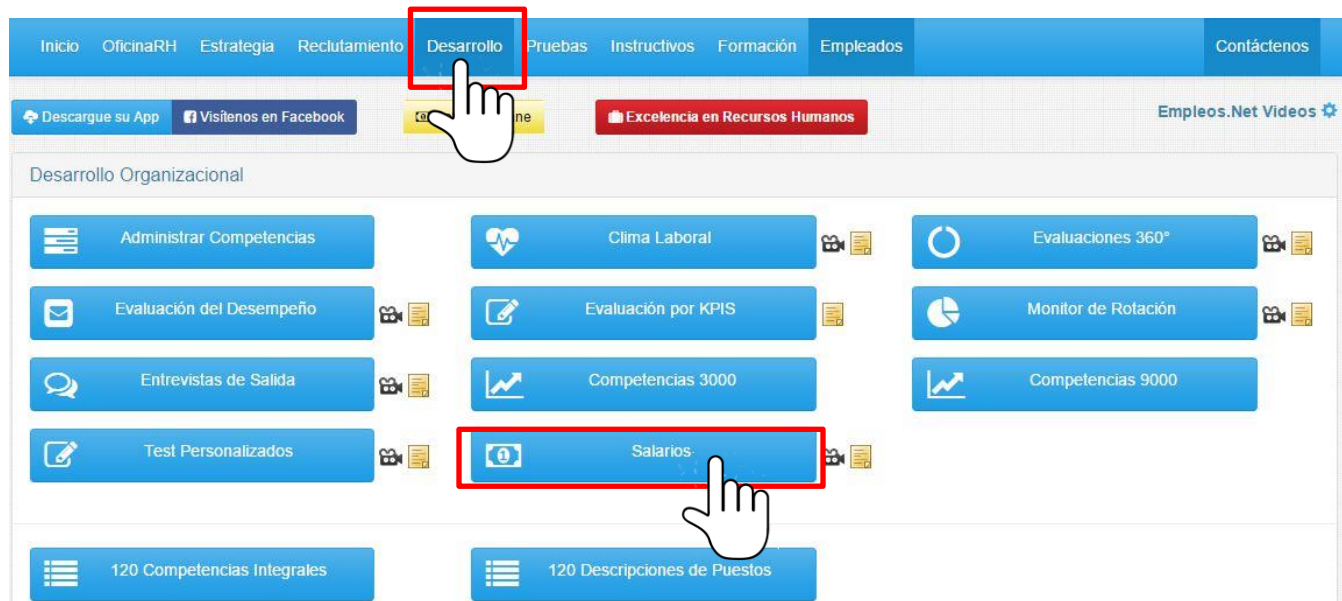 Inicio OficinaRH Estrategia Reclutamiento Desarrollo Pruebas Instructivos Formación Empleados Contáctenos
Descargue su App Visítenos en Facebook ne Excelencia en Recursos Humanos Empleos.Net Videos
Desarrollo Organizacional
Administrar Competencias Clima Laboral Evaluaciones 360°
Evaluación del Desempeño Evaluación por KPIS Monitor de Rotación
Entrevistas de Salida Competencias 3000 Competencias 9000
Test Personalizados Salarios
120 Competencias Integrales 120 Descripciones de Puestos